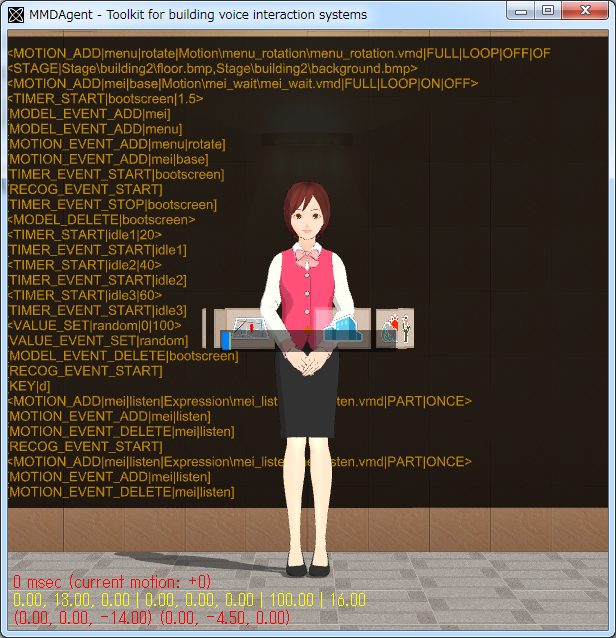 MMDAgent - Toolkit for building voice interaction systems
<MOTION_ADD|menu|rotate|Motion\menu_rotation\menu_rotation.vmd|FULL|LOOP|OFF|OF
<STAGE|Stage\building2\floor.bmp,Stage\building2\background.bmp>
<MOTION_ADD|mei|base|Motion\mei_wait\mei_wait.vmd|FULL|LOOP|ON|OFF>
<TIMER_START|bootscreen|1.5>
[MODEL_EVENT_ADD|mei]
[MODEL_EVENT_ADD|menu]
[MOTION_EVENT_ADD|menu|rotate]
[MOTION_EVENT_ADD|mei|base]
[TIMER_EVENT_START|bootscreen]
[RECOG_EVENT_START]
[TIMER_EVENT_STOP|bootscreen]
<MODEL_DELETE|bootscreen>
<TIMER_START|idle1|20>
[TIMER_EVENT_START|idle1]
<TIMER_START|idle2|40>
[TIMER_EVENT_START|idle2]
<TIMER_START|idle3|60>
[TIMER_EVENT_START|idle3]
<VALUE_SET|random|0|100>
[VALUE_EVENT_SET|random]
[MODEL_EVENT_DELETE|bootscreen]
[RECOG_EVENT_START]
[KEY|d]
<MOTION_ADD|mei|listen|Expression\mei_list ten.vmd|PART|ONCE>
[MOTION_EVENT_ADD|mei|listen]
[MOTION_EVENT_DELETE|mei|listen]
[RECOG_EVENT_START]
<MOTION_ADD|mei|listen|Expression\mei_liste sten.vmd|PART|ONCE>
[MOTION_EVENT_ADD|mei|listen]
[MOTION_EVENT_DELETE|mei|listen]
0 msec (current motion: +0)
0.00, 13.00, 0.00 | 0.00, 0.00, 0.00 | 100.00 | 16.00
(0.00, 0.00, -14.00) (0.00, -4.50, 0.00)